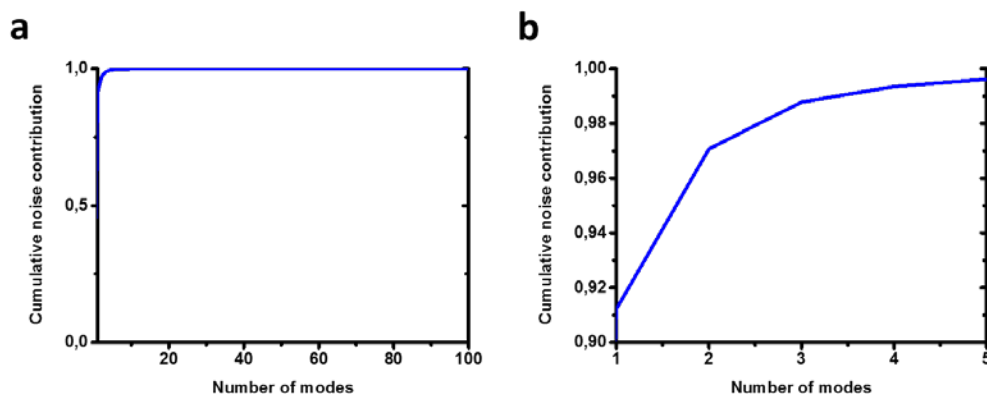 a
1,0
0,5
0,0
20 40 60 80 100
Number of modes
Cumulative noise contribution
b
1,00
0,98
0,96
0,94
0,92
0,90
1 2 3 4 5
Number of modes
Cumulative noise contribution